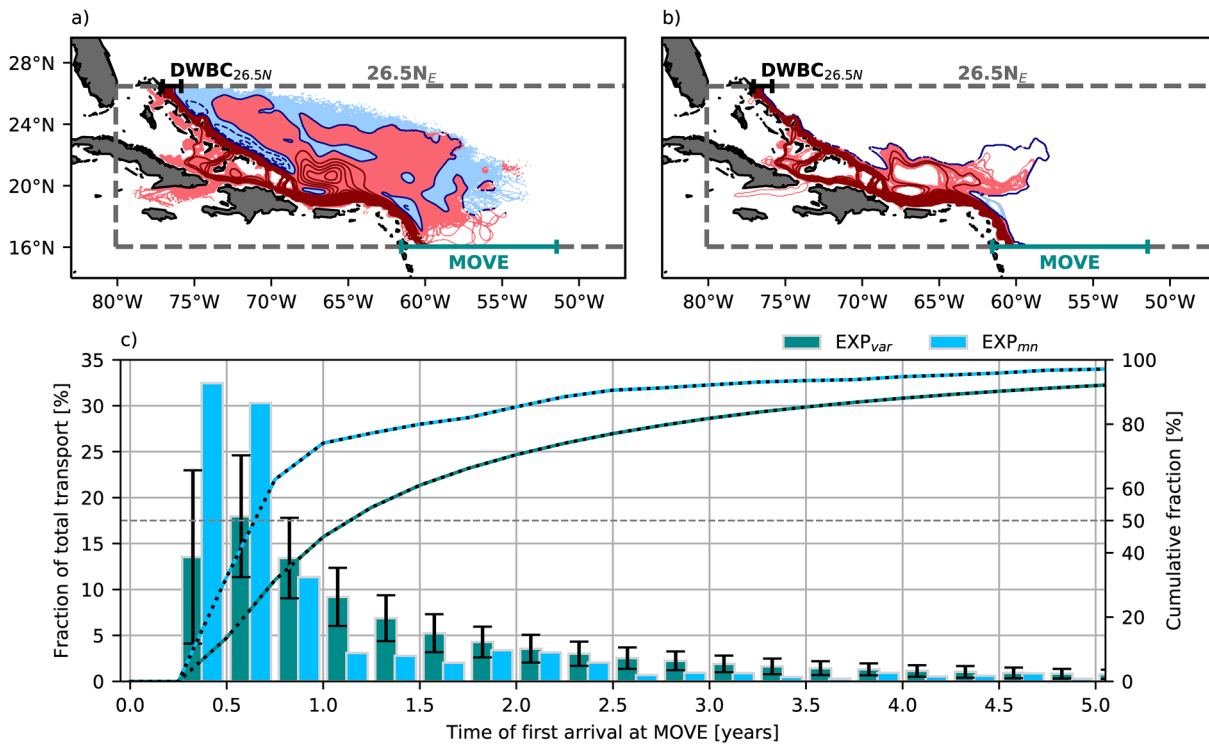 a)
b)
28°N
24°N
20°N
16°N
DWBC26.5N
26.5NE
MOVE
DWBC26.5N
26.5NE
MOVE
80°W 75°W 70°W 65°W 60°W 55°W 50°W
80°W 75°W 70°W 65°W 60°W 55°W 50°W
c)
EXPvar
EXPmn
Fraction of total transport [%]
35
30
25
20
15
10
5
0
100
80
60
50
40
20
0
Cumulative fraction [%]
0.0 0.5 1.0 1.5 2.0 2.5 3.0 3.5 4.0 4.5 5.0
Time of first arrival at MOVE [years]